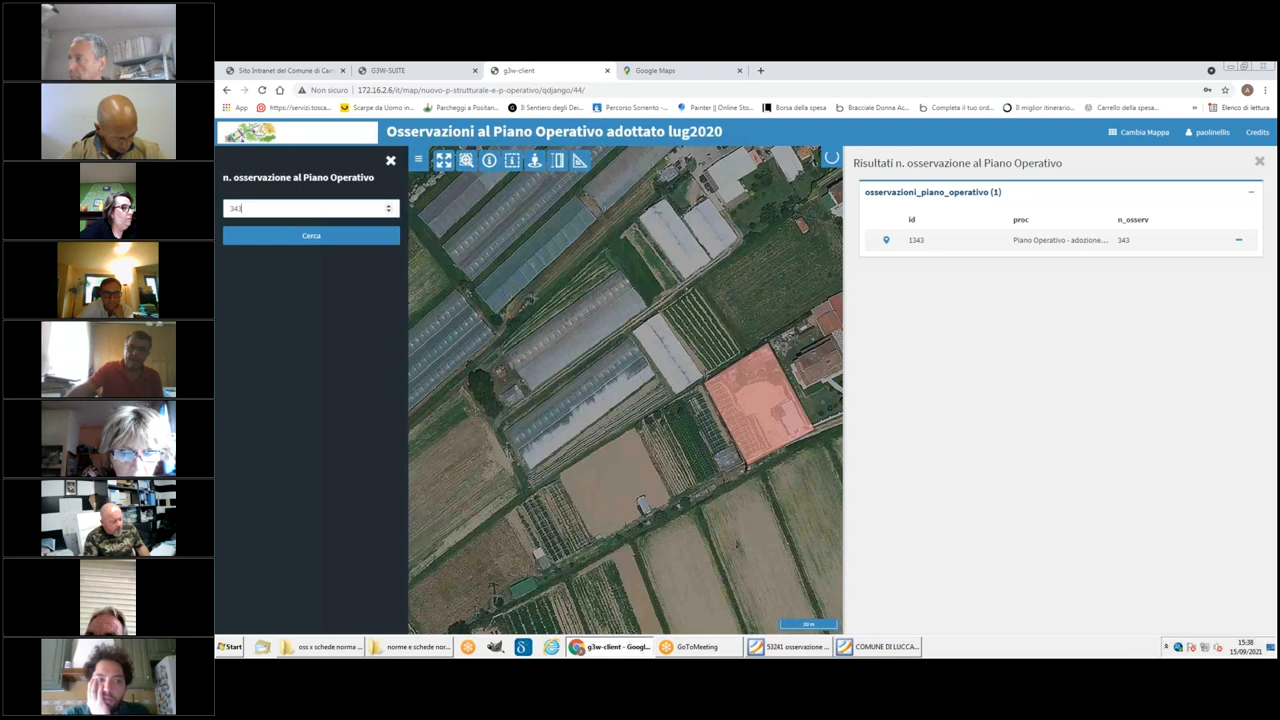 Sito Intranet del Comune di Cam
G3W-SUITE
g3w-client
Google Maps
Non sicuro
172.16.2.6/it/map/nuovo-p-strutturale-e-p-operativo/qdjango/44/
App
https://servizi.tosca...
Scarpe da Uomo in...
Parcheggi a Positan...
Il Sentiero degli Dei...
Percorso Sorrento -...
Painter || Online Sto...
Borsa della spesa
Bracciale Donna Ac...
Completa il tuo ord...
Il miglior itinerario...
Carrello della spesa...
»
Elenco di lettura
Osservazioni al Piano Operativo adottato lug2020
Cambia Mappa
paolinellis
Credits
n. osservazione al Piano Operativo
343
Cerca
Risultati n. osservazione al Piano Operativo
osservazioni_piano_operativo (1)
id proc n_osserv
1343 Piano Operativo - adozione... 343
20 m
Start
oss x schede norma ...
norme e schede nor...
g3w-client - Googl...
GoToMeeting
53241 osservazione ...
COMUNE DI LUCCA...
15:38
15/09/2021